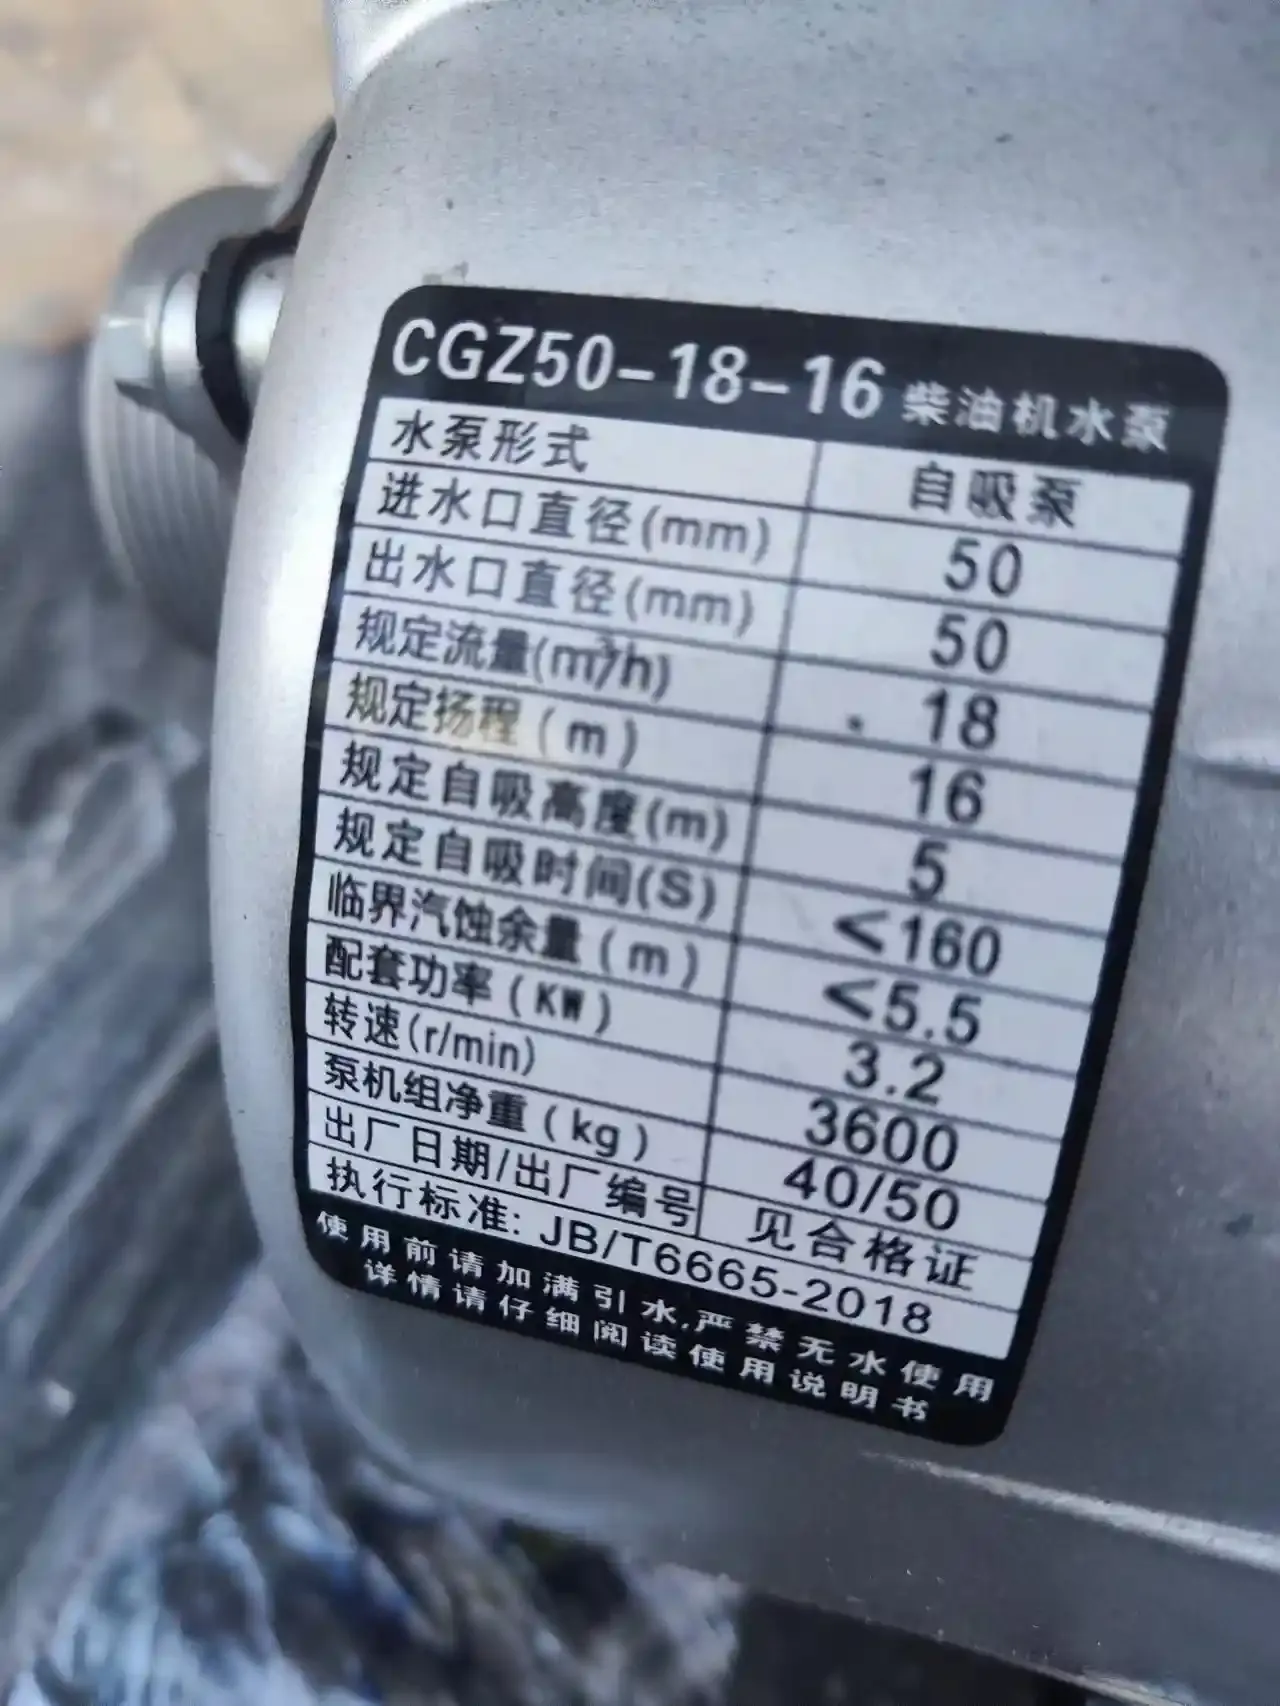 CGZ50-18-16 柴油机水泵
水泵形式 自吸泵
进水口直径(mm) 50
出水口直径(mm) 50
规定流量(m³/h) 18
规定扬程(m) 16
规定自吸高度(m) 5
规定自吸时间(S) <160
临界汽蚀余量(m) <5.5
配套功率(KW) 3.2
转速(r/min) 3600
泵机组净重(kg) 40/50
出厂日期/出厂编号 见合格证
执行标准: JB/T6665-2018
使用前请加满引水,严禁无水使用
详情请仔细阅读使用说明书